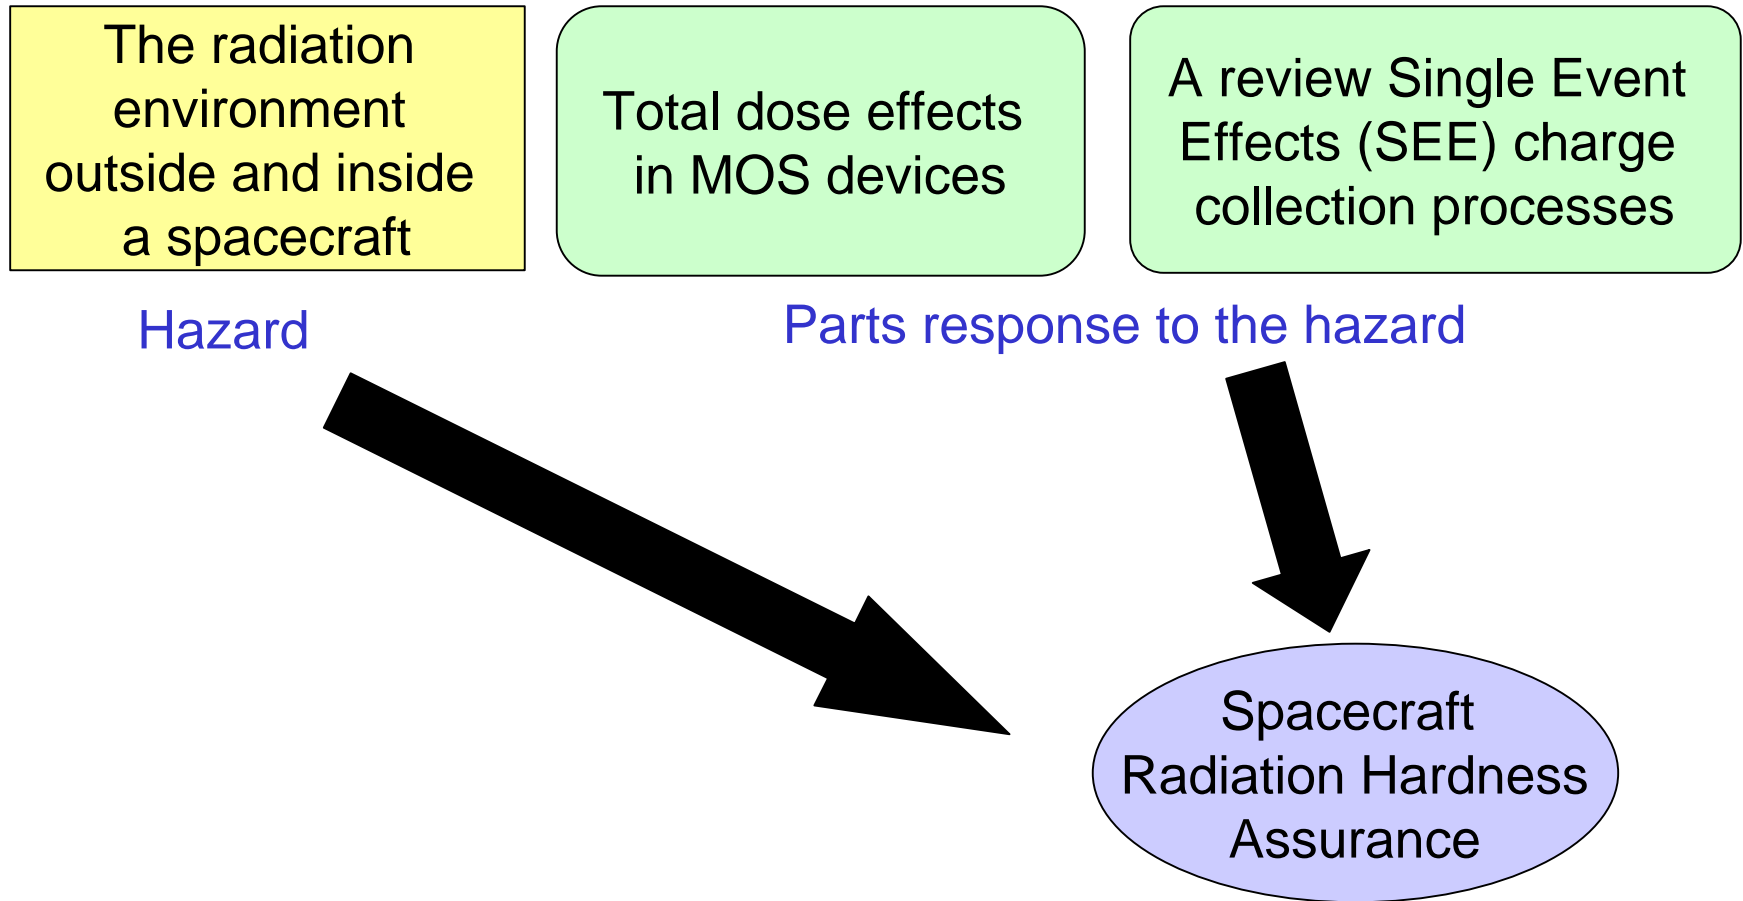 The radiation
environment
outside and inside
a spacecraft
Total dose effects
in MOS devices
A review Single Event
Effects (SEE) charge
collection processes
Hazard
Parts response to the hazard
Spacecraft
Radiation Hardness
Assurance